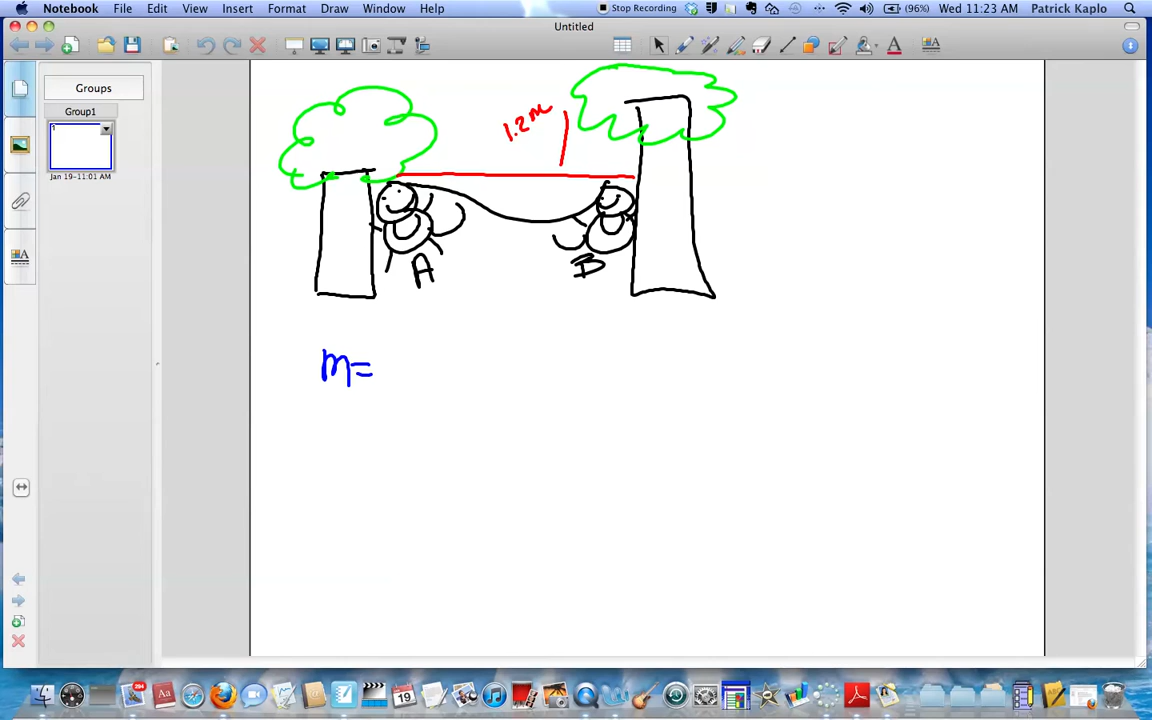 Notebook File Edit View Insert Format Draw Window Help Stop Recording (96%) Wed 11:23 AM Patrick Kaplo
Untitled
Groups
Group1
1
Jan 19-11:01 AM
1.2m
A
B
m=